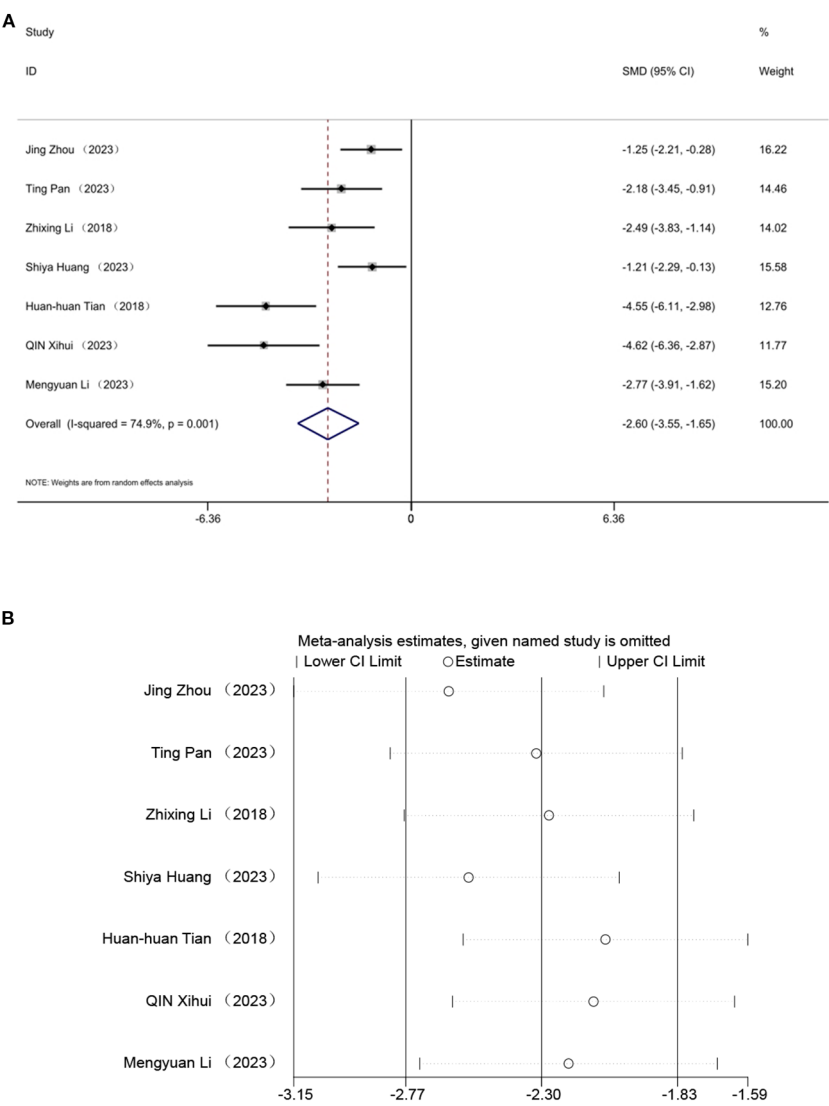 A
Study %
ID SMD (95% CI) Weight
Jing Zhou （2023） -1.25 (-2.21, -0.28) 16.22
Ting Pan （2023） -2.18 (-3.45, -0.91) 14.46
Zhixing Li （2018） -2.49 (-3.83, -1.14) 14.02
Shiya Huang （2023） -1.21 (-2.29, -0.13) 15.58
Huan-huan Tian （2018） -4.55 (-6.11, -2.98) 12.76
QIN Xihui （2023） -4.62 (-6.36, -2.87) 11.77
Mengyuan Li （2023） -2.77 (-3.91, -1.62) 15.20
Overall (I-squared = 74.9%, p = 0.001) -2.60 (-3.55, -1.65) 100.00
NOTE: Weights are from random effects analysis
-6.36 0 6.36
B
Meta-analysis estimates, given named study is omitted
Lower CI Limit Estimate Upper CI Limit
Jing Zhou （2023）
Ting Pan （2023）
Zhixing Li （2018）
Shiya Huang （2023）
Huan-huan Tian （2018）
QIN Xihui （2023）
Mengyuan Li （2023）
-3.15 -2.77 -2.30 -1.83 -1.59